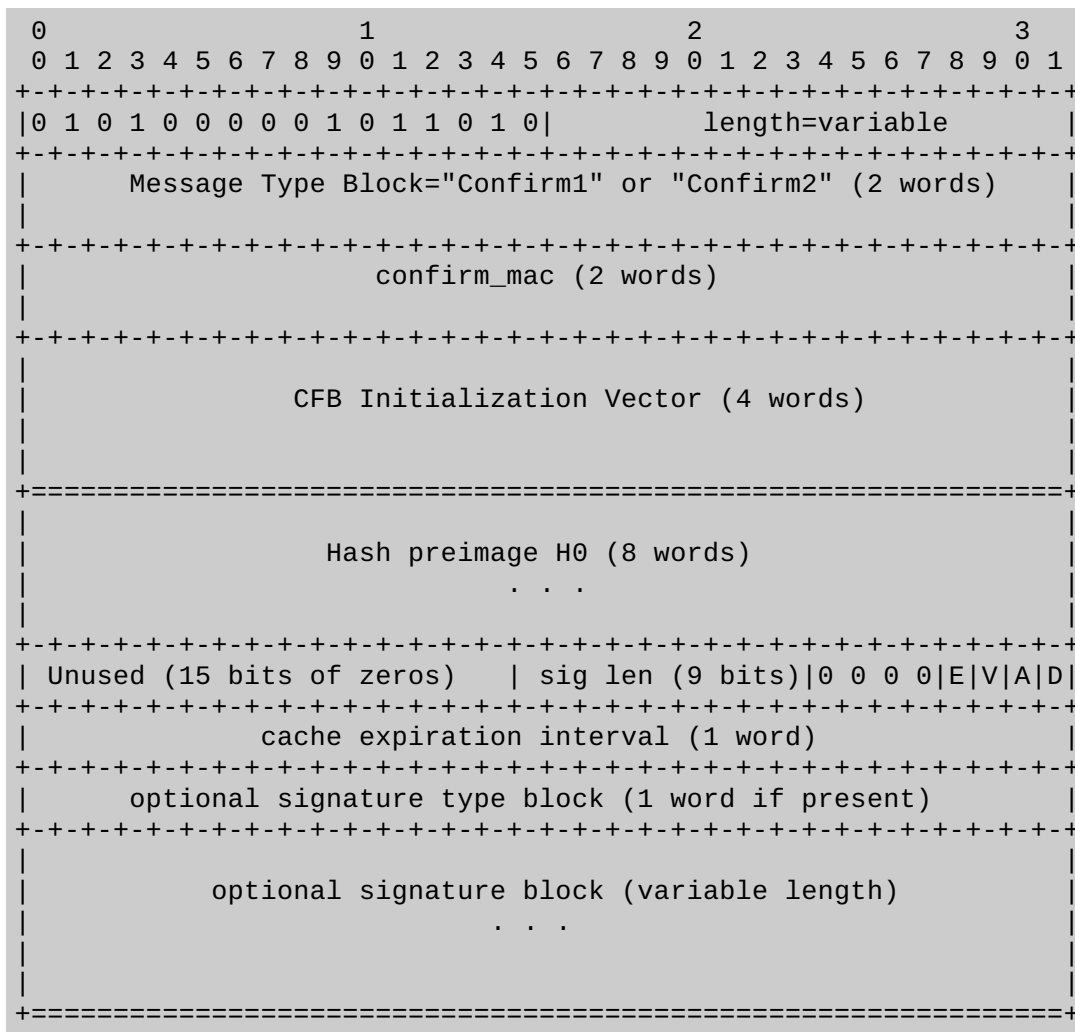 0                   1                   2                   3
 0 1 2 3 4 5 6 7 8 9 0 1 2 3 4 5 6 7 8 9 0 1 2 3 4 5 6 7 8 9 0 1
+-+-+-+-+-+-+-+-+-+-+-+-+-+-+-+-+-+-+-+-+-+-+-+-+-+-+-+-+-+-+-+-+
|0 1 0 1 0 0 0 0 0 1 0 1 1 0 1 0|         length=variable       |
+-+-+-+-+-+-+-+-+-+-+-+-+-+-+-+-+-+-+-+-+-+-+-+-+-+-+-+-+-+-+-+-+
|      Message Type Block="Confirm1" or "Confirm2" (2 words)    |
|                                                               |
+-+-+-+-+-+-+-+-+-+-+-+-+-+-+-+-+-+-+-+-+-+-+-+-+-+-+-+-+-+-+-+-+
|                     confirm_mac (2 words)                     |
|                                                               |
+-+-+-+-+-+-+-+-+-+-+-+-+-+-+-+-+-+-+-+-+-+-+-+-+-+-+-+-+-+-+-+-+
|                                                               |
|                CFB Initialization Vector (4 words)            |
|                                                               |
|                                                               |
+===============================================================+
|                                                               |
|                  Hash preimage H0 (8 words)                   |
|                             . . .                             |
|                                                               |
+-+-+-+-+-+-+-+-+-+-+-+-+-+-+-+-+-+-+-+-+-+-+-+-+-+-+-+-+-+-+-+-+
| Unused (15 bits of zeros)   | sig len (9 bits)|0 0 0 0|E|V|A|D|
+-+-+-+-+-+-+-+-+-+-+-+-+-+-+-+-+-+-+-+-+-+-+-+-+-+-+-+-+-+-+-+-+
|              cache expiration interval (1 word)               |
+-+-+-+-+-+-+-+-+-+-+-+-+-+-+-+-+-+-+-+-+-+-+-+-+-+-+-+-+-+-+-+-+
|      optional signature type block (1 word if present)        |
+-+-+-+-+-+-+-+-+-+-+-+-+-+-+-+-+-+-+-+-+-+-+-+-+-+-+-+-+-+-+-+-+
|                                                               |
|           optional signature block (variable length)          |
|                            . . .                              |
|                                                               |
|                                                               |
+===============================================================+